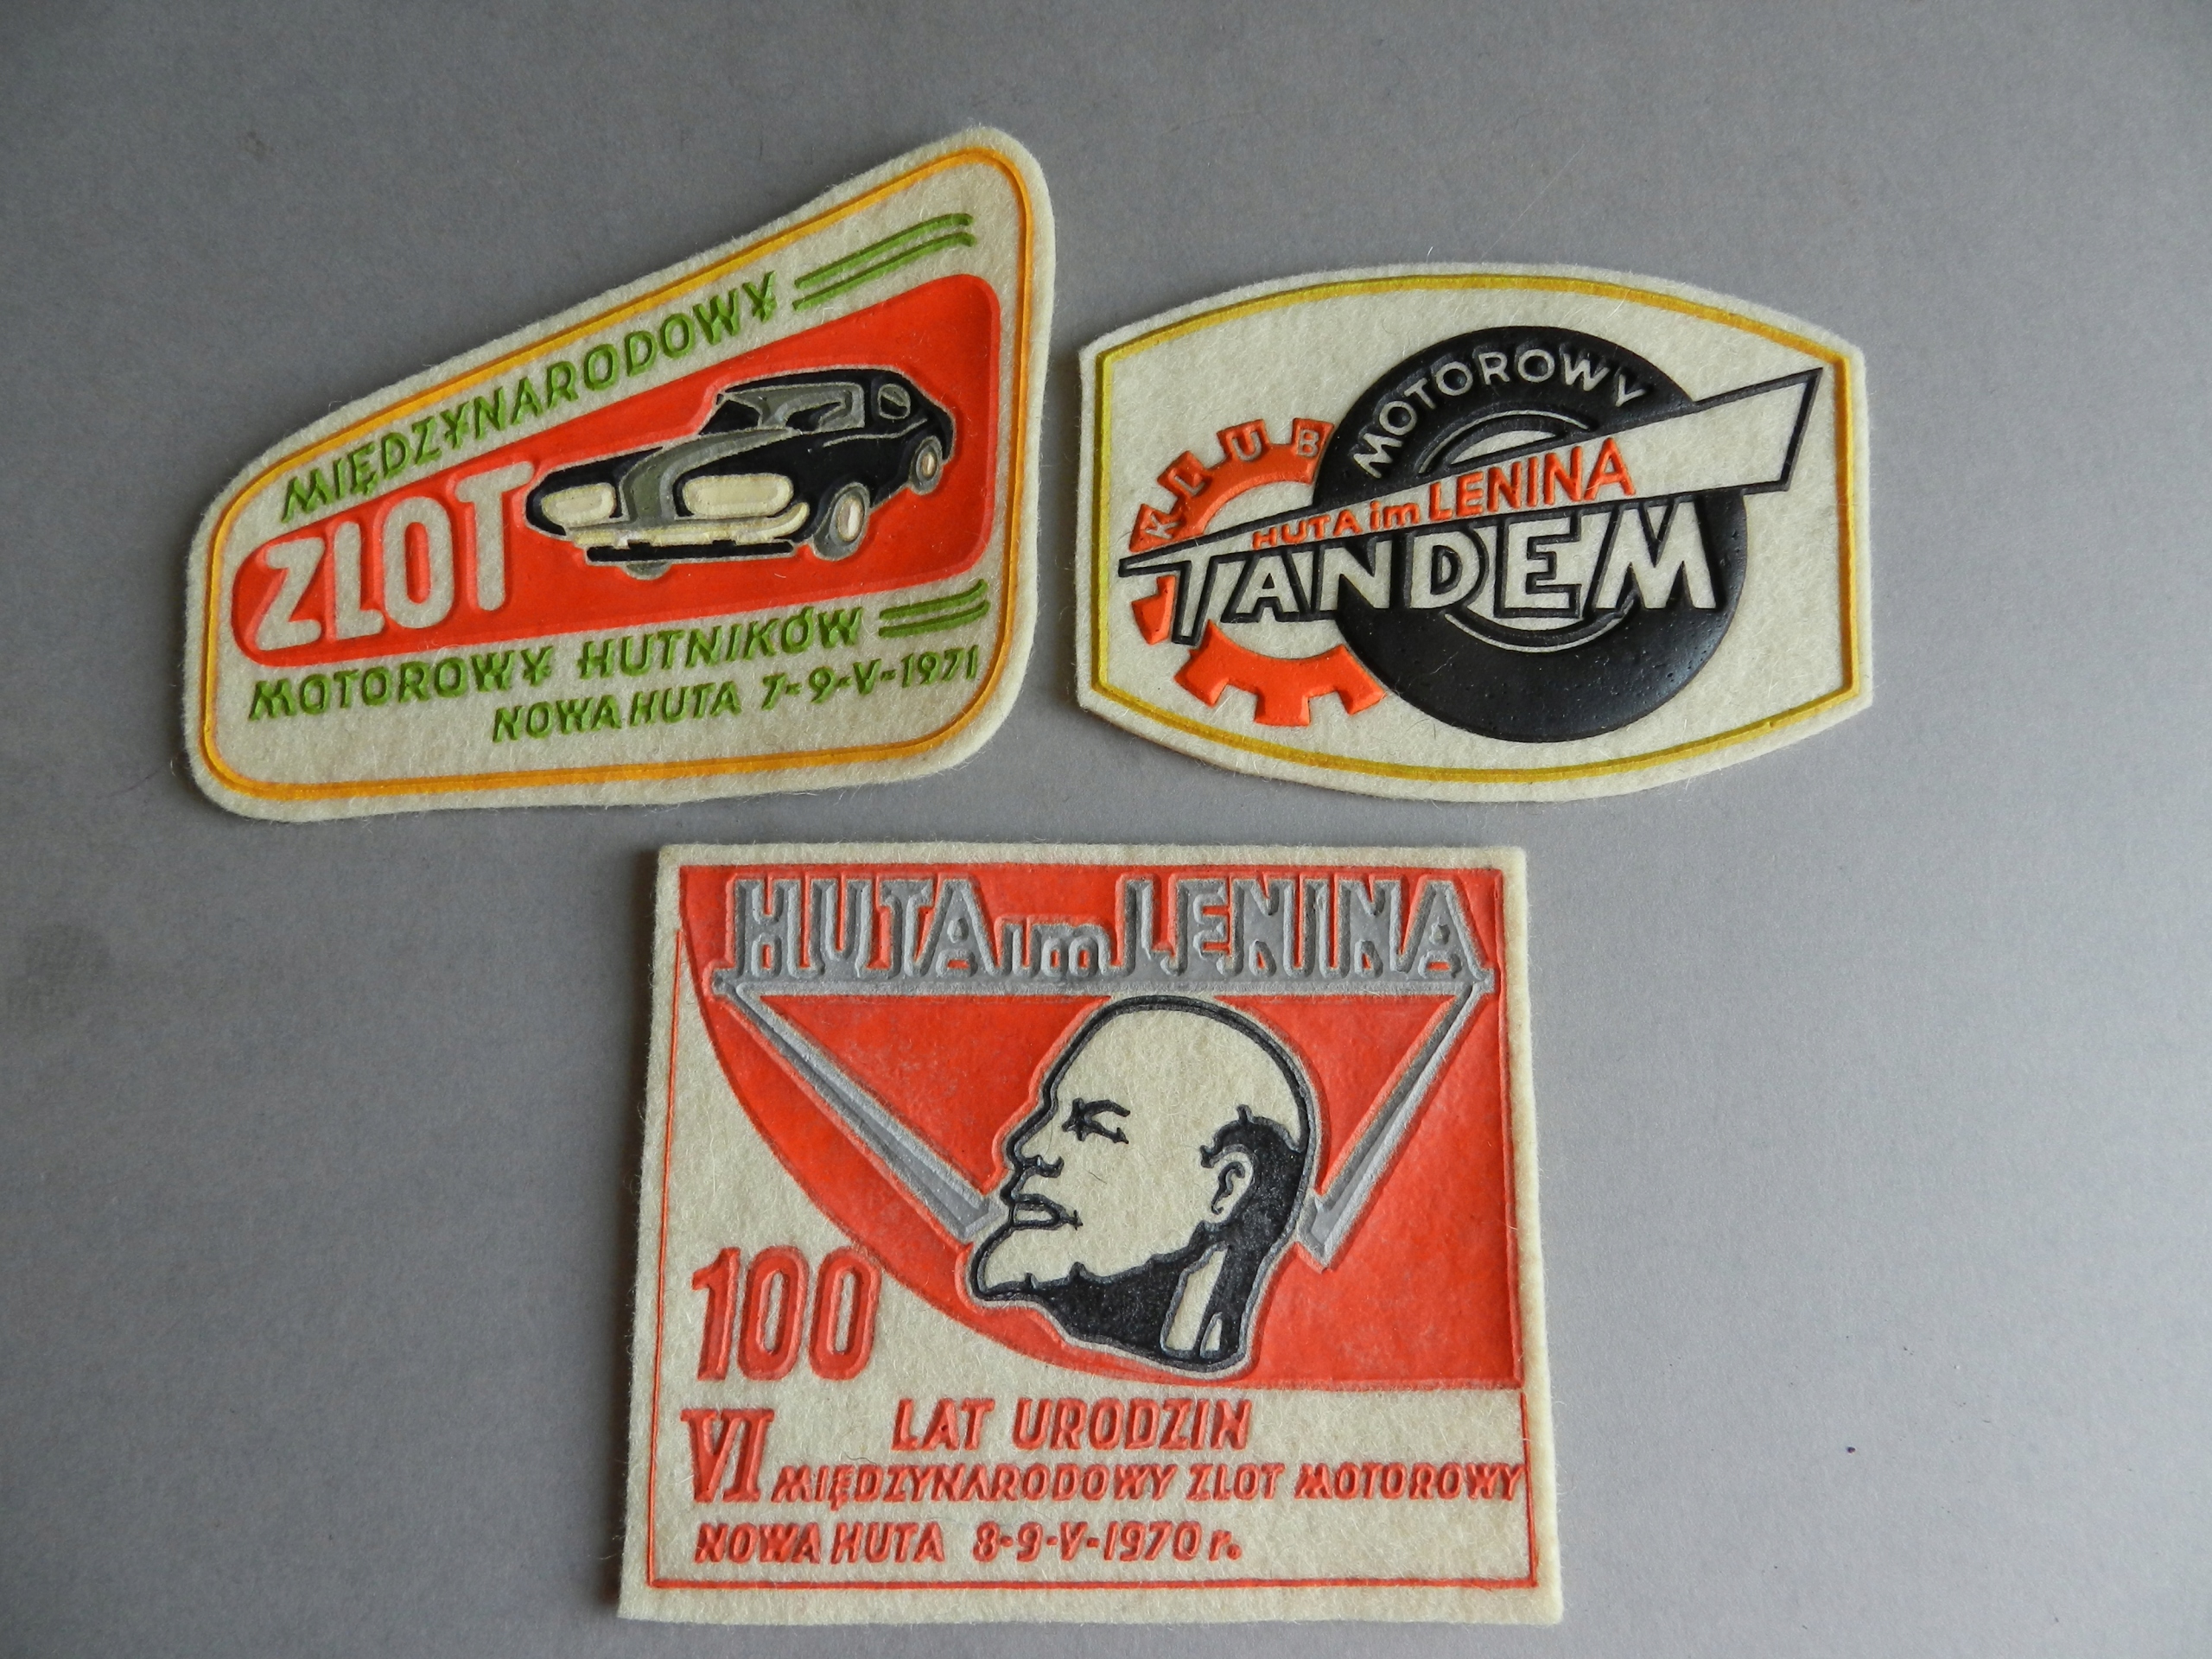 MIĘDZYNARODOWY
ZLOT
MOTOROWY HUTNIKÓW
NOWA HUTA 7-9-V-1971
KLUB
MOTOROWY
HUTA im LENINA
TANDEM
HUTA im LENINA
100
LAT URODZIN
VI MIĘDZYNARODOWY ZLOT MOTOROWY
NOWA HUTA 8-9-V-1970 r.